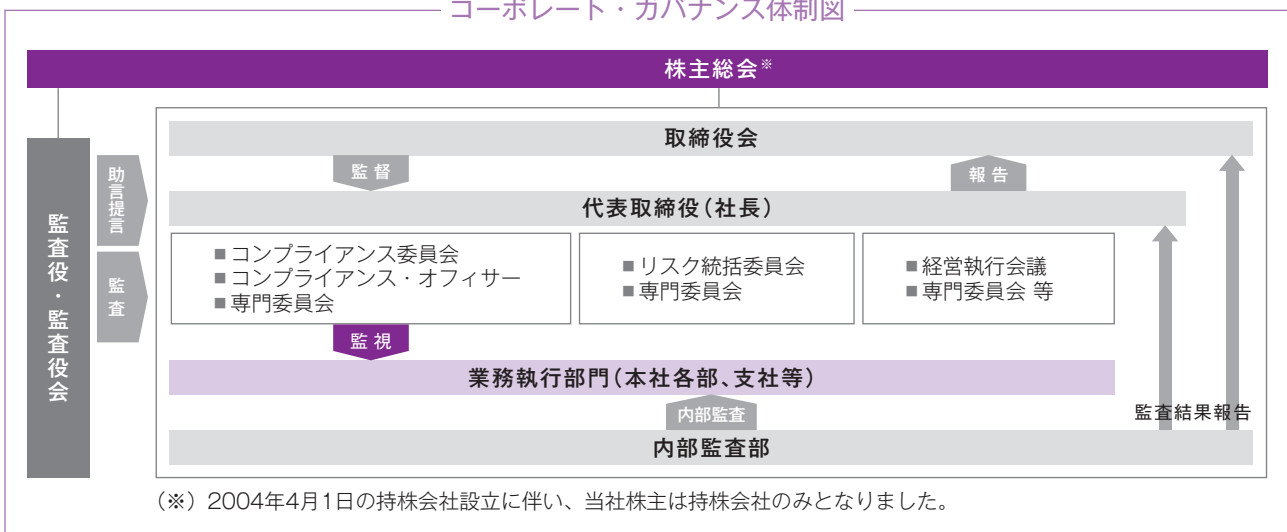 コーポレート・ガバナンス体制図
株主総会※
取締役会
監督
報告
代表取締役（社長）
助言提言
監査
監査役・監査役会
■コンプライアンス委員会
■コンプライアンス・オフィサー
■専門委員会
■リスク統括委員会
■専門委員会
■経営執行会議
■専門委員会 等
監視
業務執行部門（本社各部、支社等）
内部監査
監査結果報告
内部監査部
（※）2004年4月1日の持株会社設立に伴い、当社株主は持株会社のみとなりました。